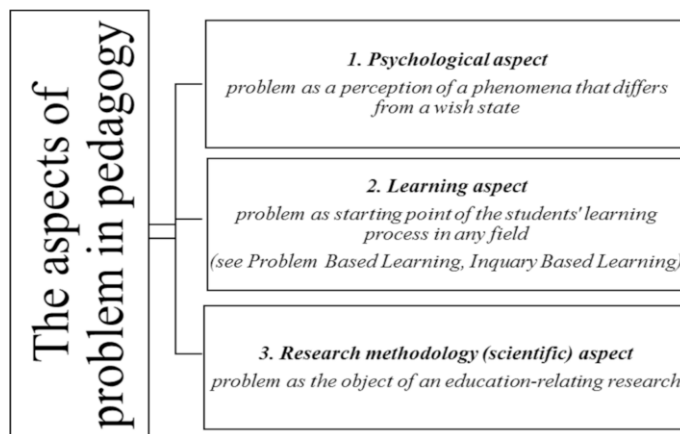 The aspects of
problem in pedagogy
1. Psychological aspect
problem as a perception of a phenomena that differs
from a wish state
2. Learning aspect
problem as starting point of the students' learning
process in any field
(see Problem Based Learning, Inquary Based Learning)
3. Research methodology (scientific) aspect
problem as the object of an education-relating research